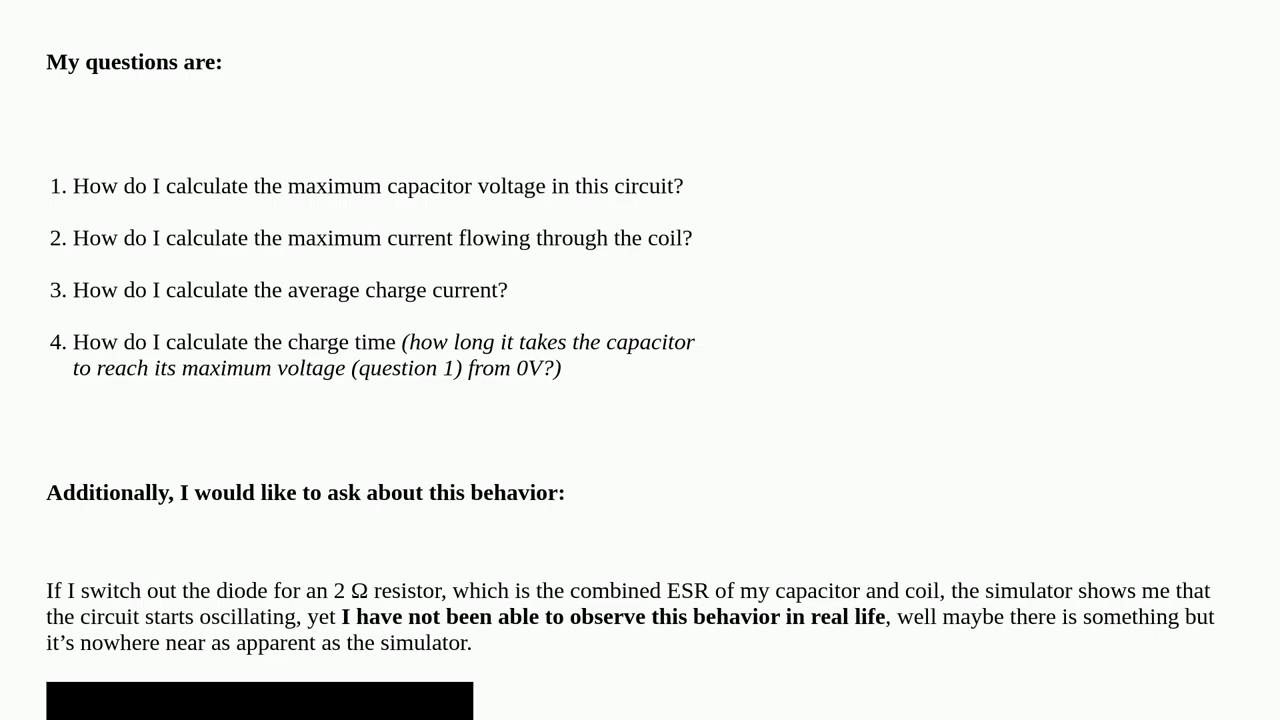 My questions are:
1. How do I calculate the maximum capacitor voltage in this circuit?
2. How do I calculate the maximum current flowing through the coil?
3. How do I calculate the average charge current?
4. How do I calculate the charge time (how long it takes the capacitor
to reach its maximum voltage (question 1) from 0V?)
Additionally, I would like to ask about this behavior:
If I switch out the diode for an 2 Ω resistor, which is the combined ESR of my capacitor and coil, the simulator shows me that
the circuit starts oscillating, yet I have not been able to observe this behavior in real life, well maybe there is something but
it’s nowhere near as apparent as the simulator.